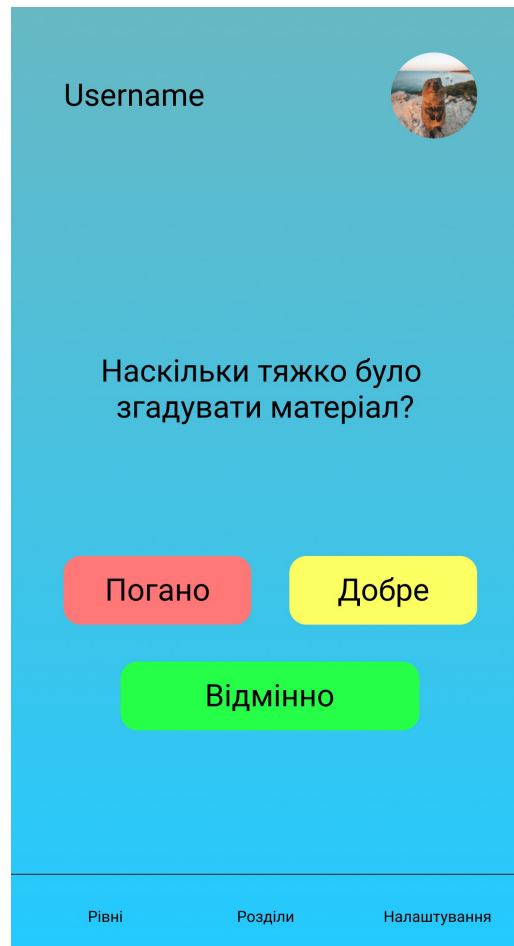 Username
Наскільки тяжко було
згадувати матеріал?
Погано
Добре
Відмінно
Рівні
Розділи
Налаштування